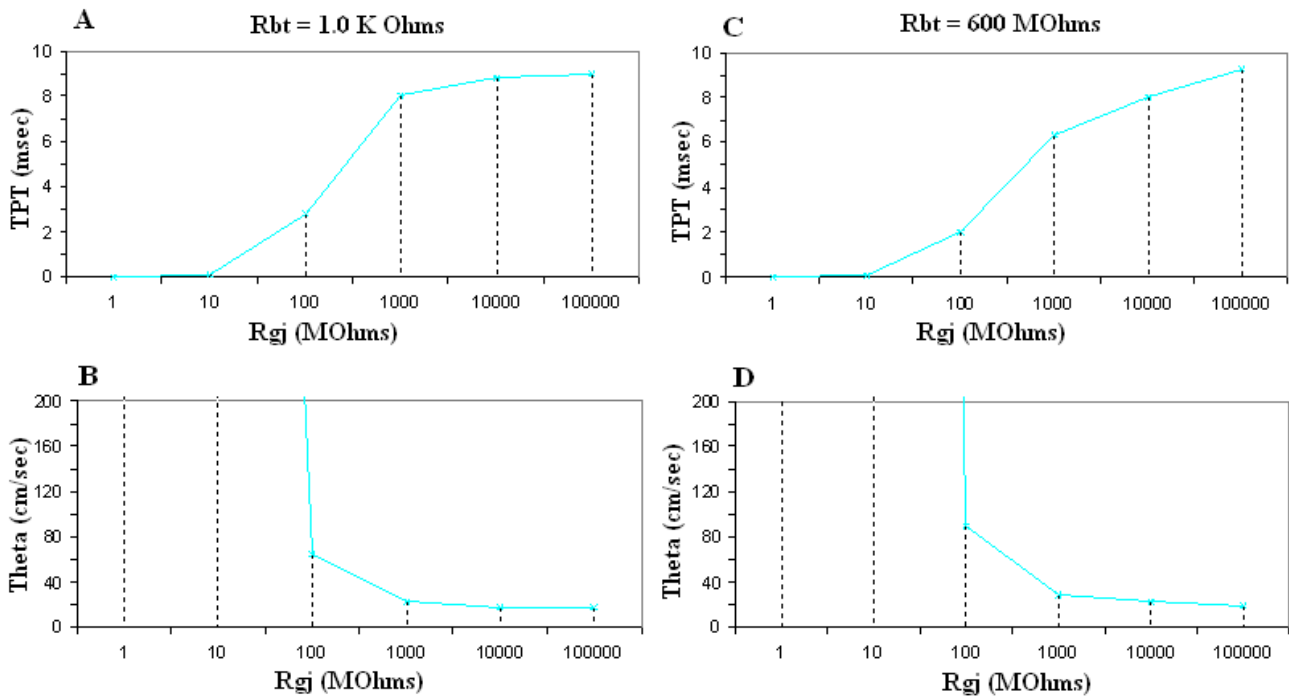 A
Rbt = 1.0 K Ohms
10
8
6
4
2
0
TPT (msec)
1 10 100 1000 10000 100000
Rgj (MOhms)
C
Rbt = 600 MOhms
10
8
6
4
2
0
TPT (msec)
1 10 100 1000 10000 100000
Rgj (MOhms)
B
200
160
120
80
40
0
Theta (cm/sec)
1 10 100 1000 10000 100000
Rgj (MOhms)
D
200
160
120
80
40
0
Theta (cm/sec)
1 10 100 1000 10000 100000
Rgj (MOhms)